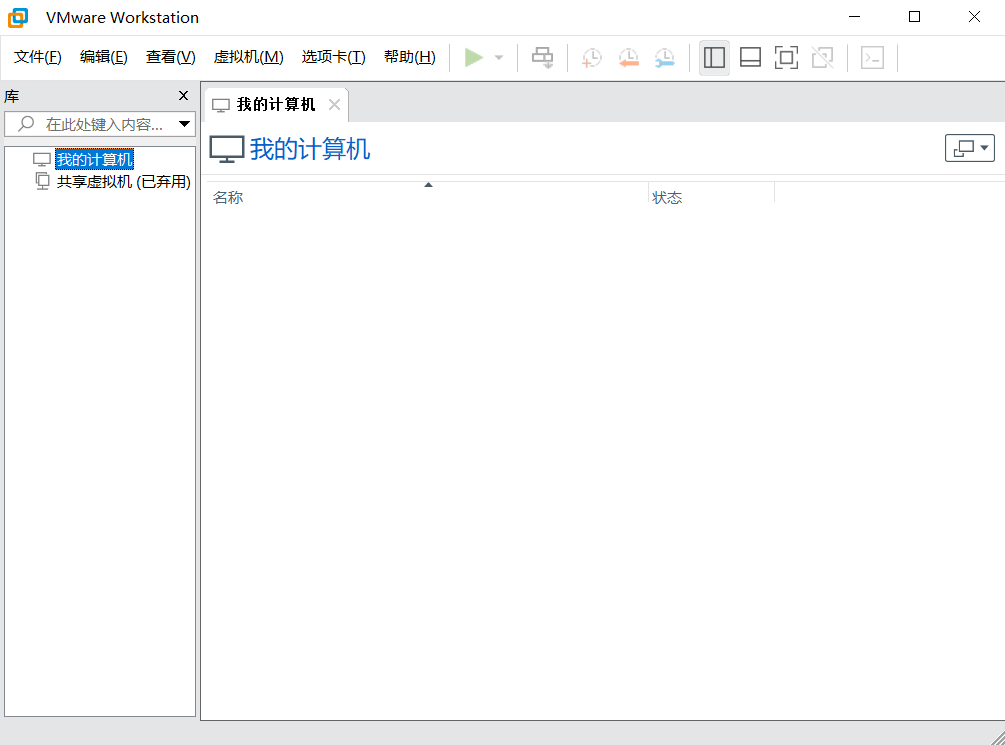 VMware Workstation
文件(F) 编辑(E) 查看(V) 虚拟机(M) 选项卡(T) 帮助(H)
库
在此处键入内容...
我的计算机
共享虚拟机 (已弃用)
我的计算机
我的计算机
名称 状态